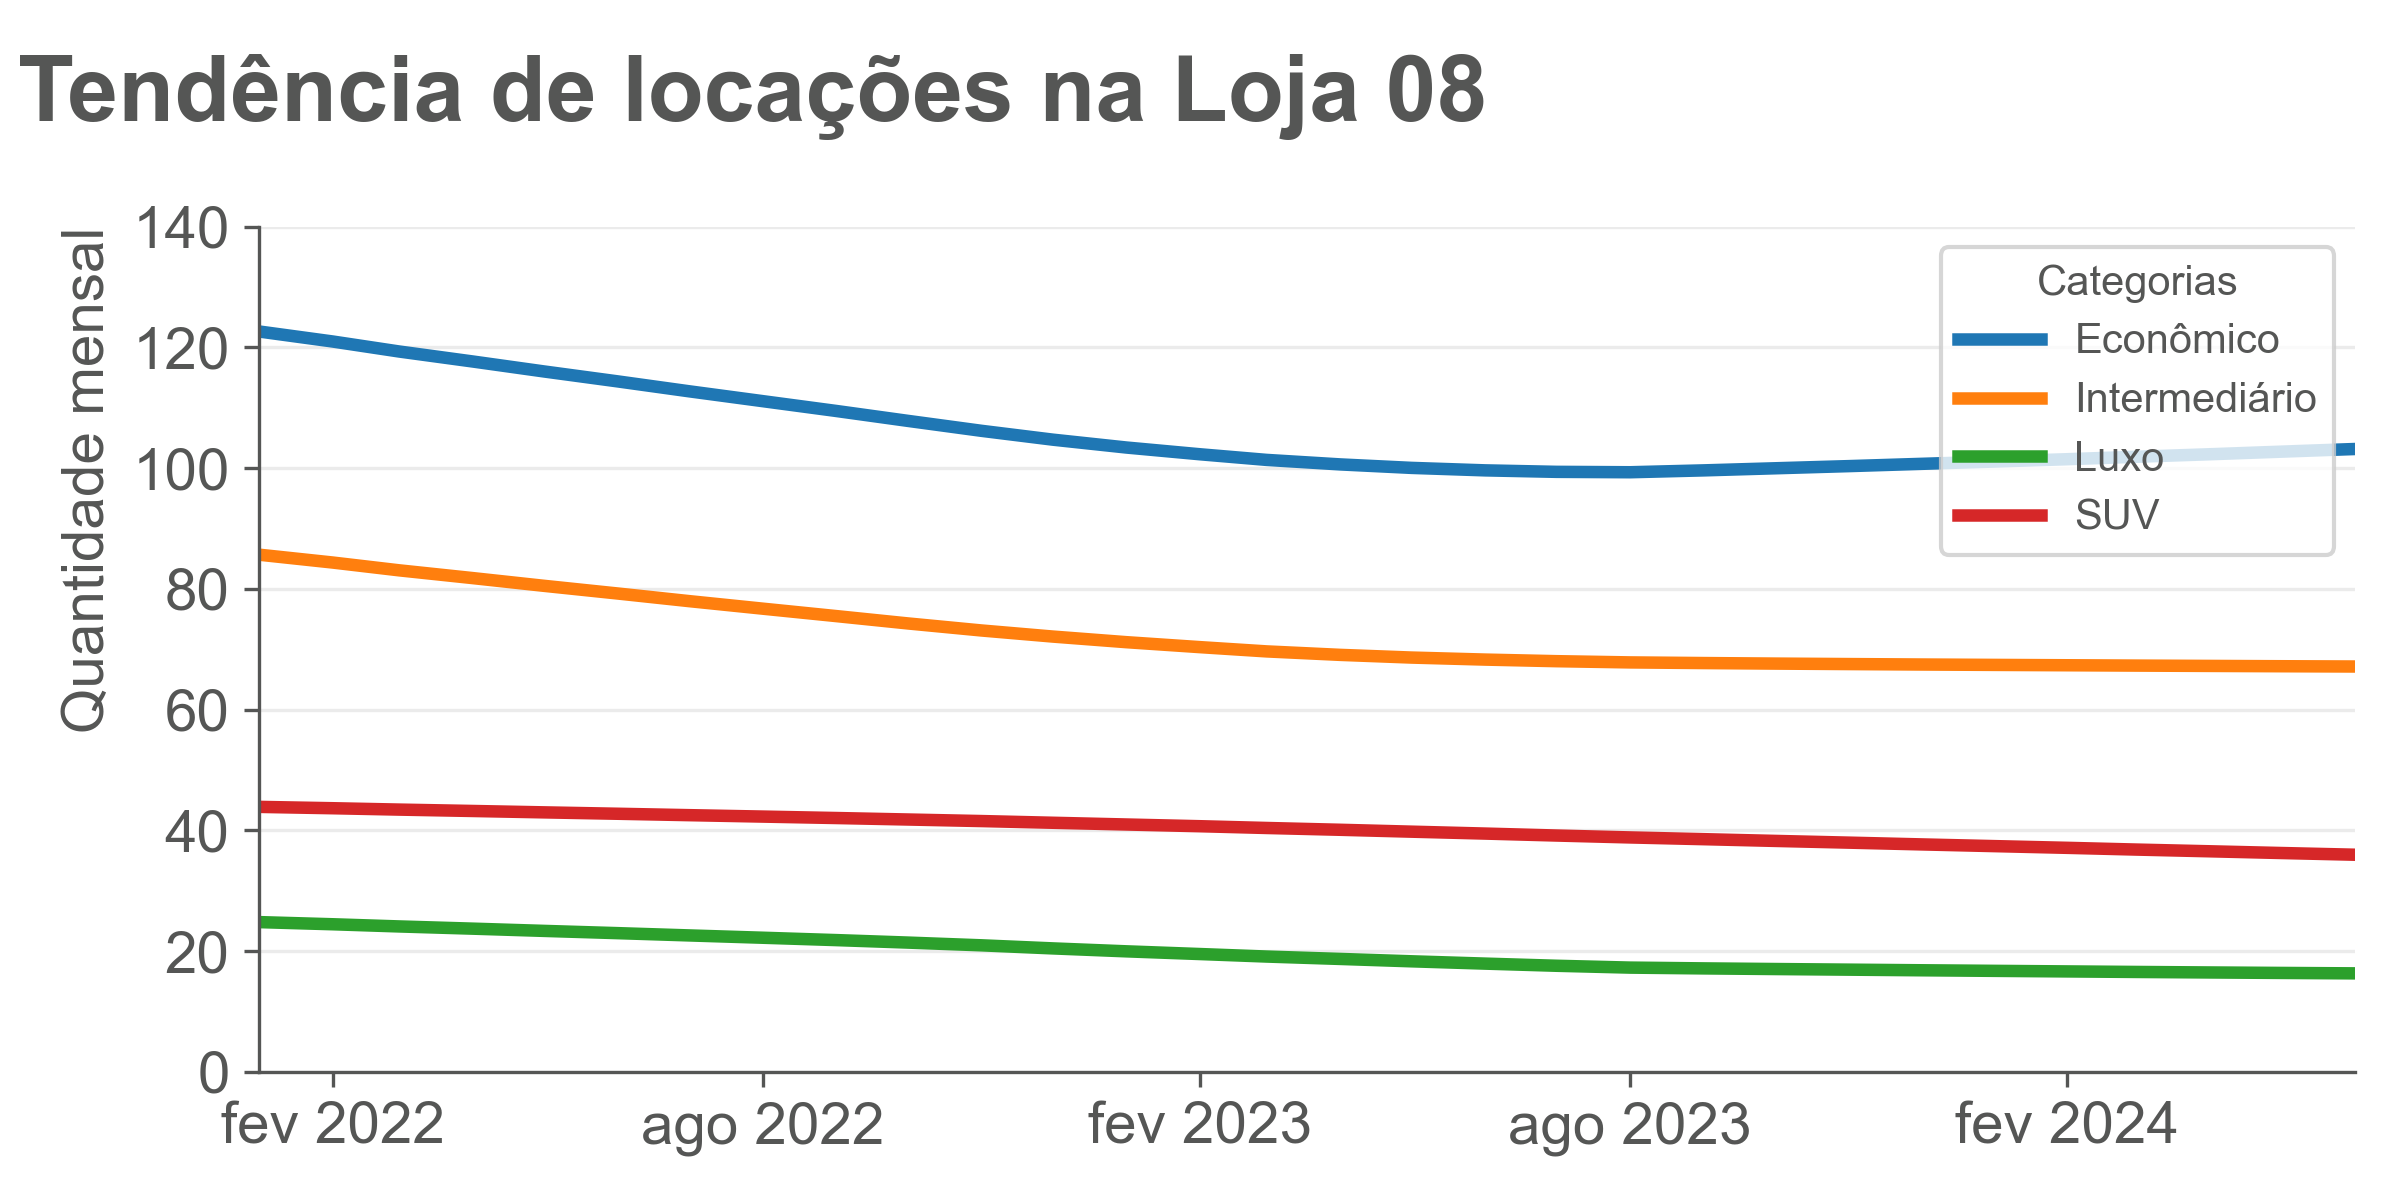 Tendência de locações na Loja 08
Quantidade mensal
140
120
100
80
60
40
20
0
fev 2022
ago 2022
fev 2023
ago 2023
fev 2024
Categorias
Econômico
Intermediário
Luxo
SUV